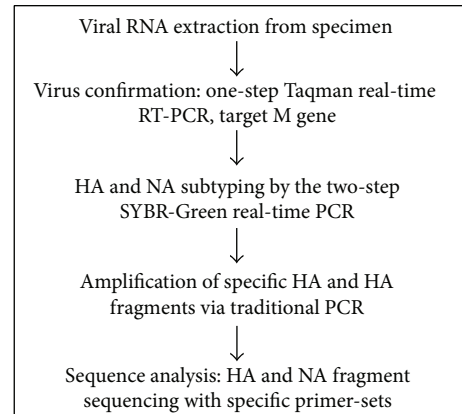 Viral RNA extraction from specimen
Virus confirmation: one-step Taqman real-time
RT-PCR, target M gene
HA and NA subtyping by the two-step
SYBR-Green real-time PCR
Amplification of specific HA and HA
fragments via traditional PCR
Sequence analysis: HA and NA fragment
sequencing with specific primer-sets